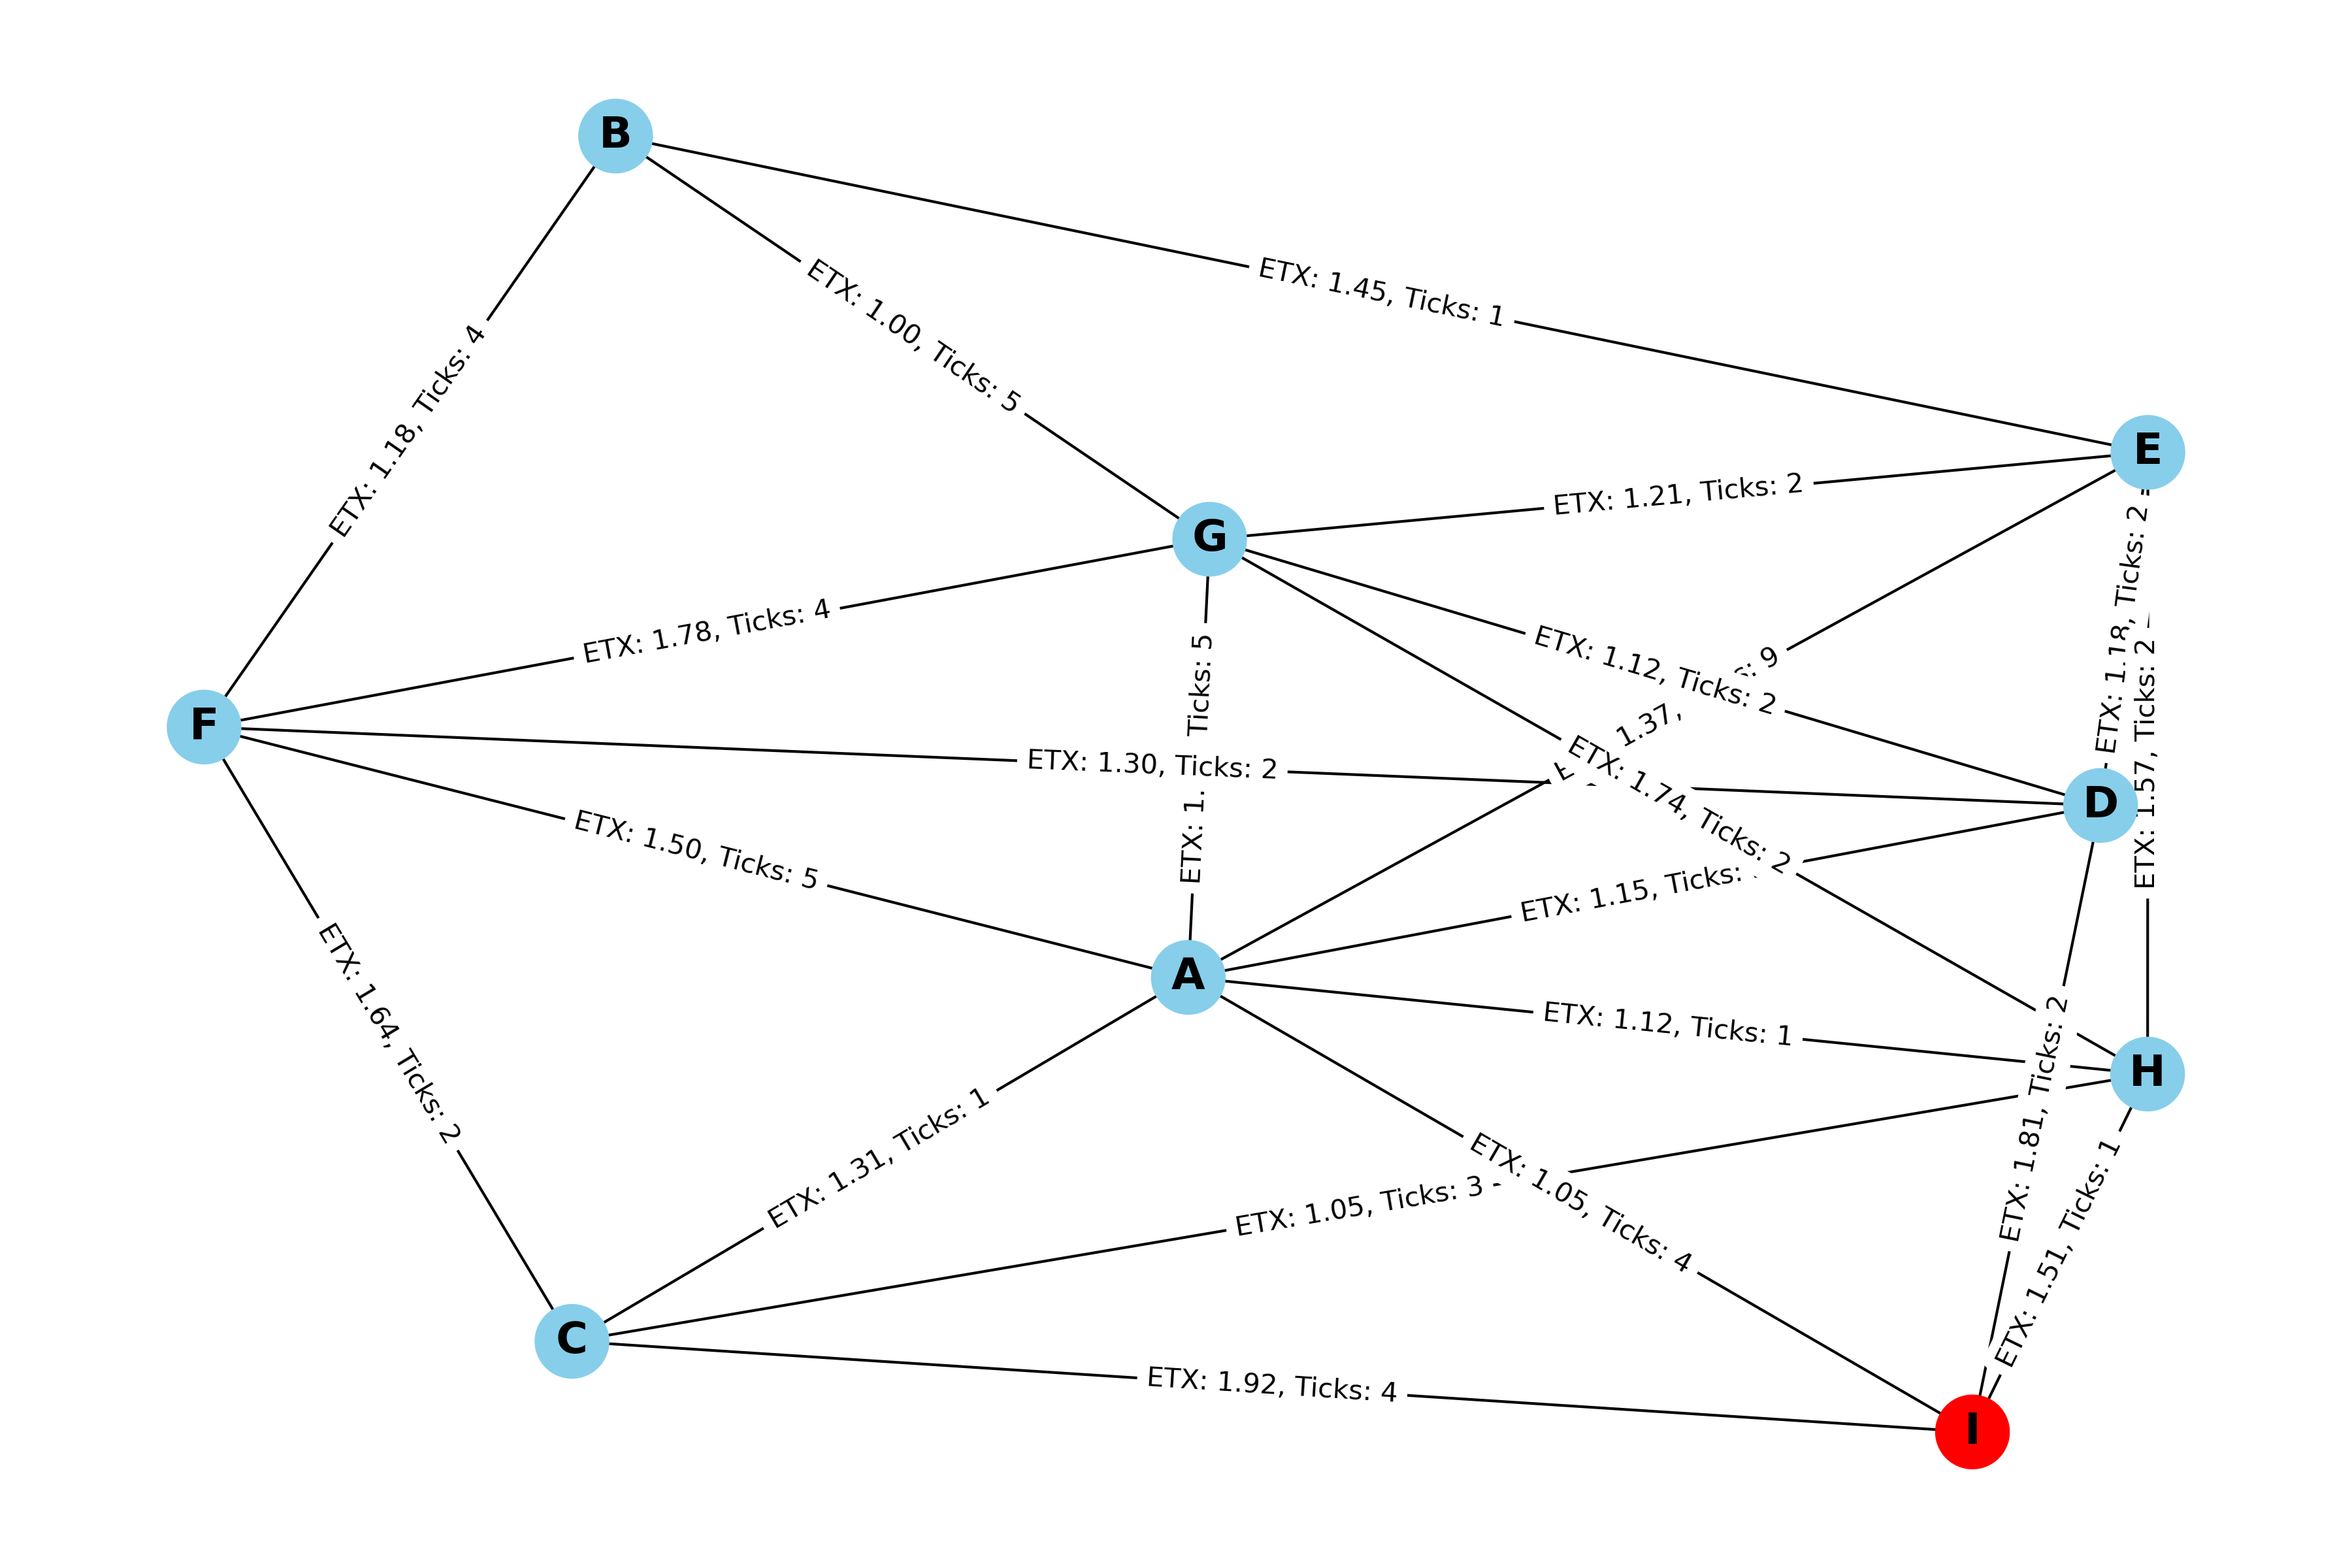 B
ETX: 1.45, Ticks: 1
ETX: 1.00, Ticks: 5
ETX: 1.18, Ticks: 4
E
ETX: 1.21, Ticks: 2
G
ETX: 1.18, Ticks: 2
ETX: 1.78, Ticks: 4
ETX: 1.12, Ticks: 2
1.37, 9
F
ETX: Ticks: 5
ETX: 1.30, Ticks: 2
ETX: 1.57, Ticks: 2
ETX: 1.74, Ticks: 2
D
ETX: 1.50, Ticks: 5
ETX: 1.15, Ticks:
A
ETX: 1.64, Ticks: 2
ETX: 1.12, Ticks: 1
H
ETX: 1.81, Ticks: 2
ETX: 1.31, Ticks: 1
ETX: 1.05, Ticks: 3
ETX: 1.05, Ticks: 4
ETX: 1.51, Ticks: 1
C
ETX: 1.92, Ticks: 4
I